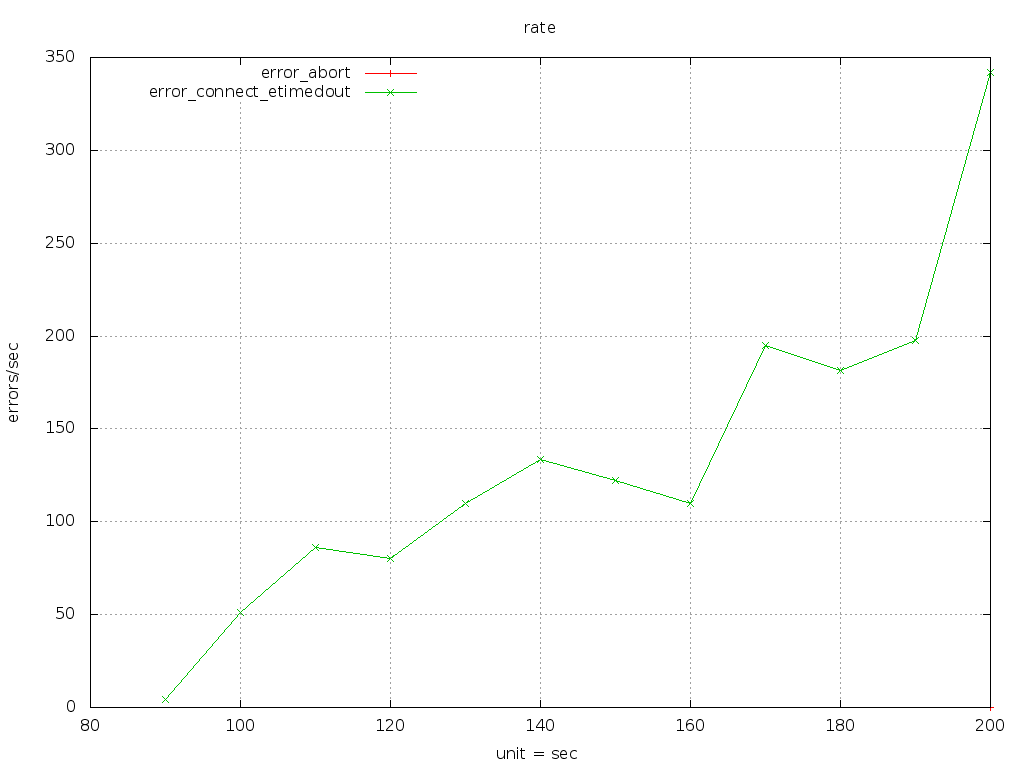 rate
error_abort
error_connect_etimedout
350
300
250
200
150
100
50
0
errors/sec
80 100 120 140 160 180 200
unit = sec